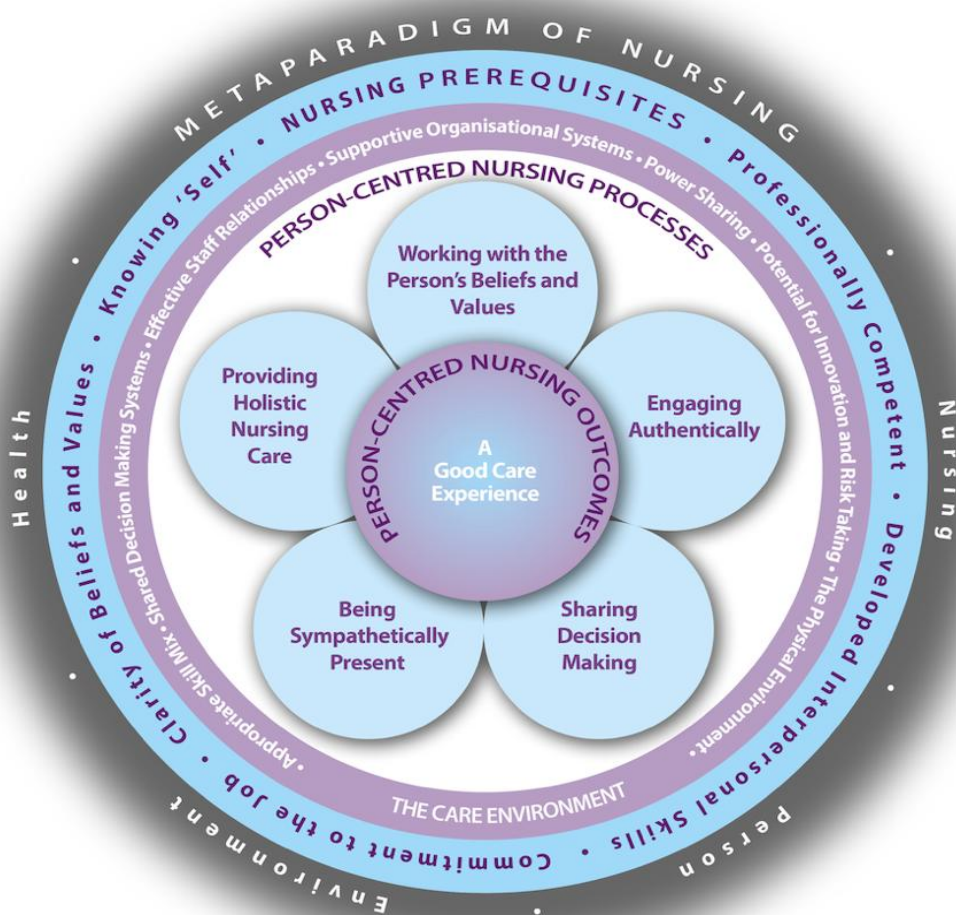 METAPARADIGM OF NURSING
Nursing
Person
Environment
Health
NURSING PREREQUISITES • Professionally Competent • Developed Interpersonal Skills • Commitment to the Job • Clarity of Beliefs and Values • Knowing 'Self' •
THE CARE ENVIRONMENT
• Appropriate Skill Mix • Shared Decision Making Systems • Effective Staff Relationships • Supportive Organisational Systems • Power Sharing • Potential for Innovation and Risk Taking • The Physical Environment •
PERSON-CENTRED NURSING PROCESSES
Working with the
Person's Beliefs and
Values
Engaging
Authentically
Sharing
Decision
Making
Being
Sympathetically
Present
Providing
Holistic
Nursing
Care
PERSON-CENTRED NURSING OUTCOMES
A
Good Care
Experience